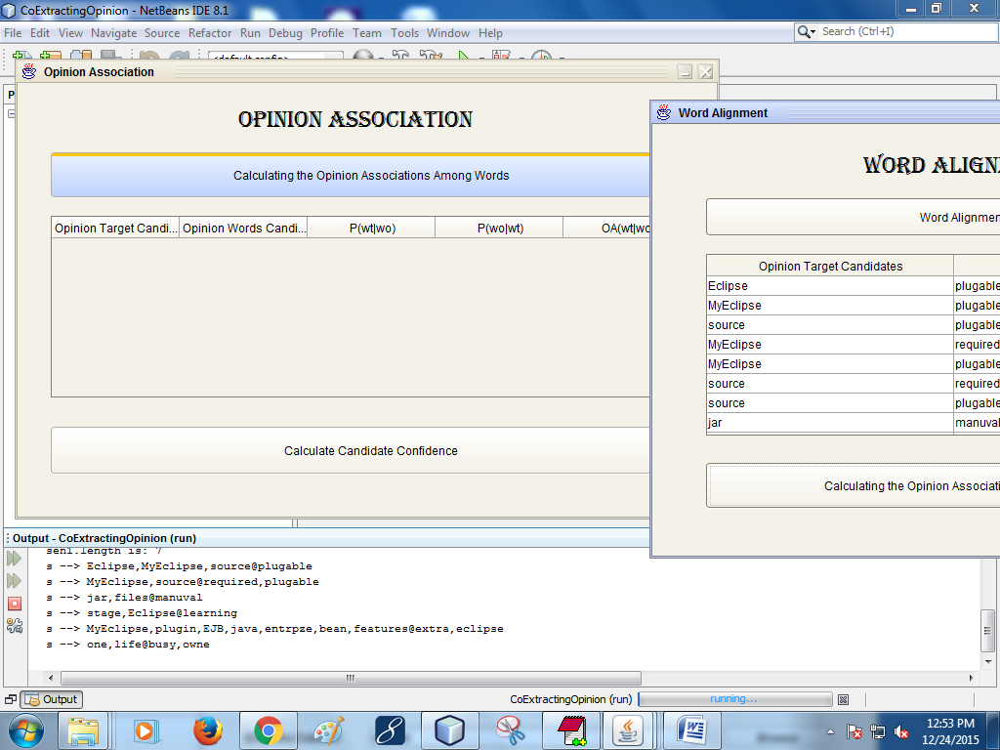 CoExtractingOpinion - NetBeans IDE 8.1
File Edit View Navigate Source Refactor Run Debug Profile Team Tools Window Help
Search (Ctrl+I)
Opinion Association
OPINION ASSOCIATION
Calculating the Opinion Associations Among Words
Opinion Target Candi... Opinion Words Candi... P(wt|wo) P(wo|wt) OA(wt|wo
Calculate Candidate Confidence
Word Alignment
WORD ALIGN
Word Alignmen
Opinion Target Candidates
Eclipse plugable
MyEclipse plugable
source plugable
MyEclipse required
MyEclipse plugable
source required
source plugable
jar manuval
Calculating the Opinion Associati
Output - CoExtractingOpinion (run)
sen1.length is: 7
s --> Eclipse,MyEclipse,source@plugable
s --> MyEclipse,source@required,plugable
s --> jar,files@manuval
s --> stage,Eclipse@learning
s --> MyEclipse,plugin,EJB,java,entrpze,bean,features@extra,eclipse
s --> one,life@busy,owne
Output
CoExtractingOpinion (run) running...
12:53 PM
12/24/2015